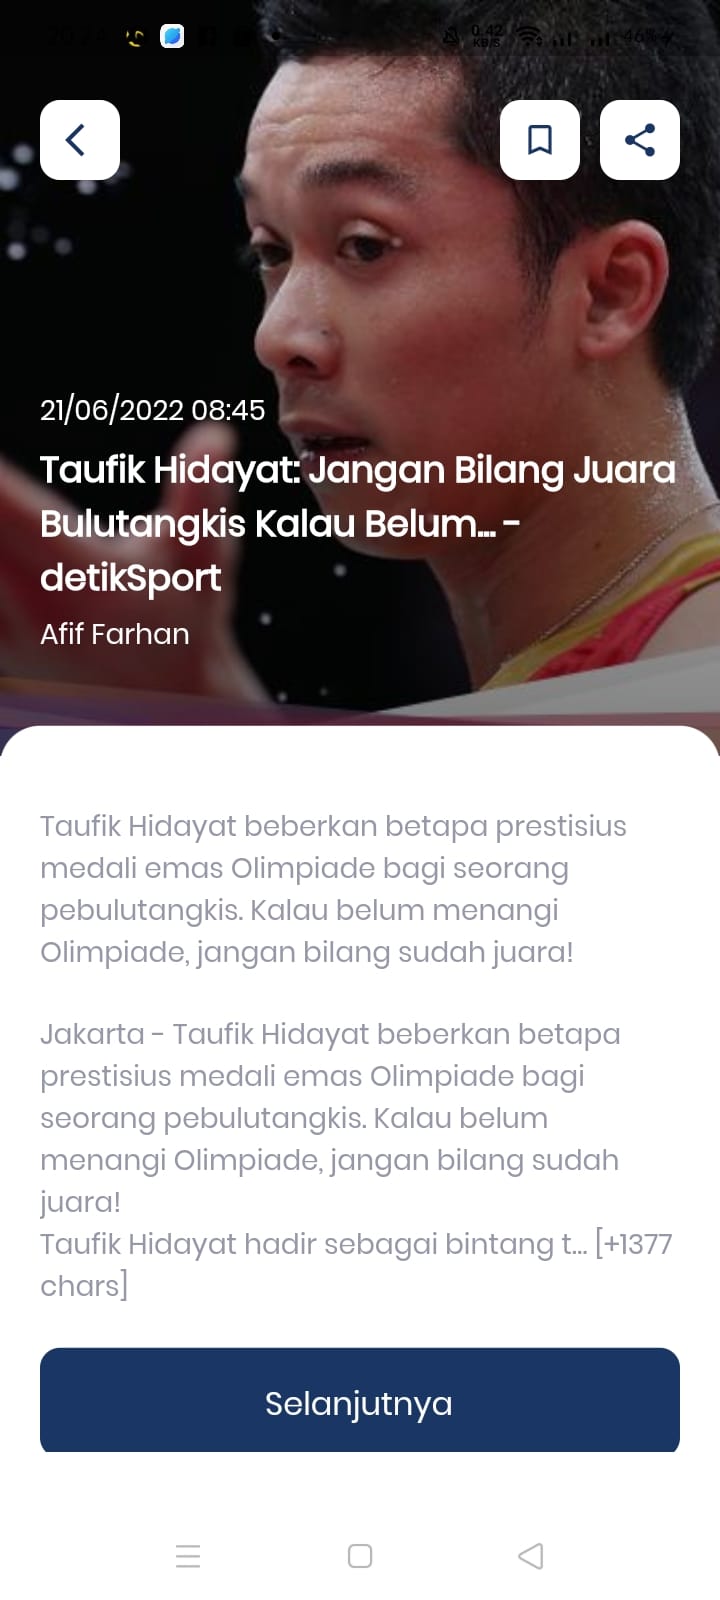 0.42
KB/S
46%
21/06/2022 08:45
Taufik Hidayat: Jangan Bilang Juara
Bulutangkis Kalau Belum... -
detikSport
Afif Farhan
Taufik Hidayat beberkan betapa prestisius
medali emas Olimpiade bagi seorang
pebulutangkis. Kalau belum menangi
Olimpiade, jangan bilang sudah juara!
Jakarta - Taufik Hidayat beberkan betapa
prestisius medali emas Olimpiade bagi
seorang pebulutangkis. Kalau belum
menangi Olimpiade, jangan bilang sudah
juara!
Taufik Hidayat hadir sebagai bintang t... [+1377
chars]
Selanjutnya